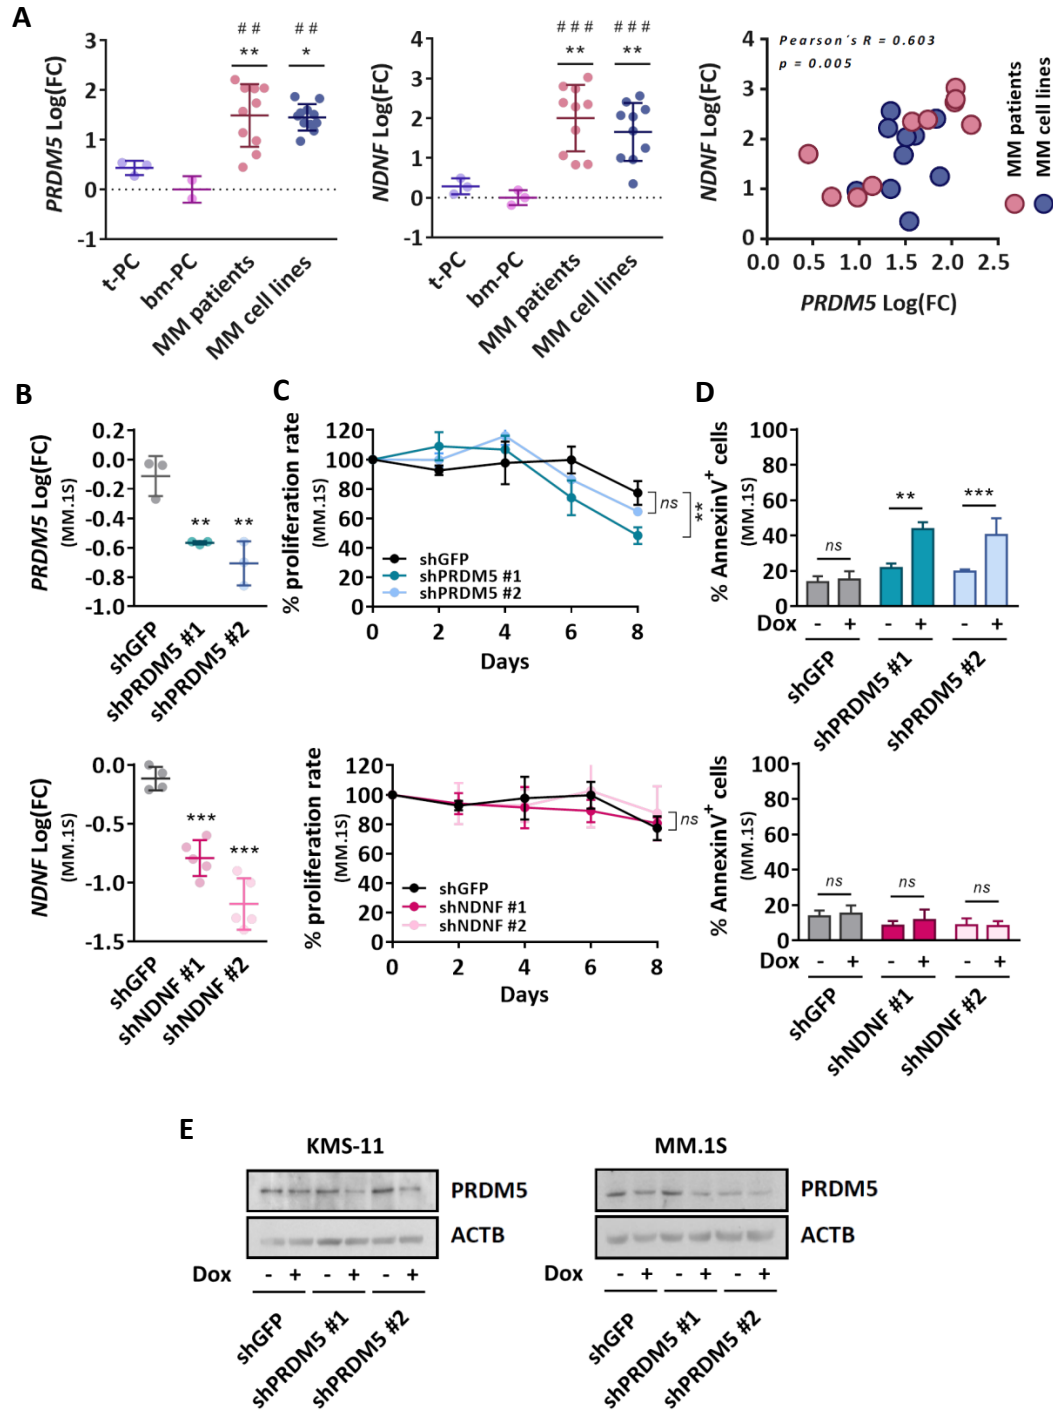 A
PRDM5 Log(FC)
3
2
1
0
-1
# #
**
# #
*
t-PC
bm-PC
MM patients
MM cell lines
NDNF Log(FC)
4
3
2
1
0
-1
# # #
**
# # #
**
t-PC
bm-PC
MM patients
MM cell lines
NDNF Log(FC)
4
3
2
1
0
Pearson´s R = 0.603
p = 0.005
0.0 0.5 1.0 1.5 2.0 2.5
PRDM5 Log(FC)
MM patients
MM cell lines
B
PRDM5 Log(FC)
(MM.1S)
0.2
0.0
-0.2
-0.4
-0.6
-0.8
-1.0
** **
shGFP
shPRDM5 #1
shPRDM5 #2
C
% proliferation rate
(MM.1S)
120
100
80
60
40
20
0
ns
**
shGFP
shPRDM5 #1
shPRDM5 #2
0 2 4 6 8
Days
D
% AnnexinV+ cells
100
80
60
40
20
0
ns
**
***
Dox - + - + - +
shGFP
shPRDM5 #1
shPRDM5 #2
NDNF Log(FC)
(MM.1S)
0.0
-0.5
-1.0
-1.5
***
***
shGFP
shNDNF #1
shNDNF #2
% proliferation rate
(MM.1S)
120
100
80
60
40
20
0
ns
shGFP
shNDNF #1
shNDNF #2
0 2 4 6 8
Days
% AnnexinV+ cells
100
80
60
40
20
0
ns
ns
ns
Dox - + - + - +
shGFP
shNDNF #1
shNDNF #2
E
KMS-11
PRDM5
ACTB
Dox - + - + - +
shGFP
shPRDM5 #1
shPRDM5 #2
MM.1S
PRDM5
ACTB
Dox - + - + - +
shGFP
shPRDM5 #1
shPRDM5 #2